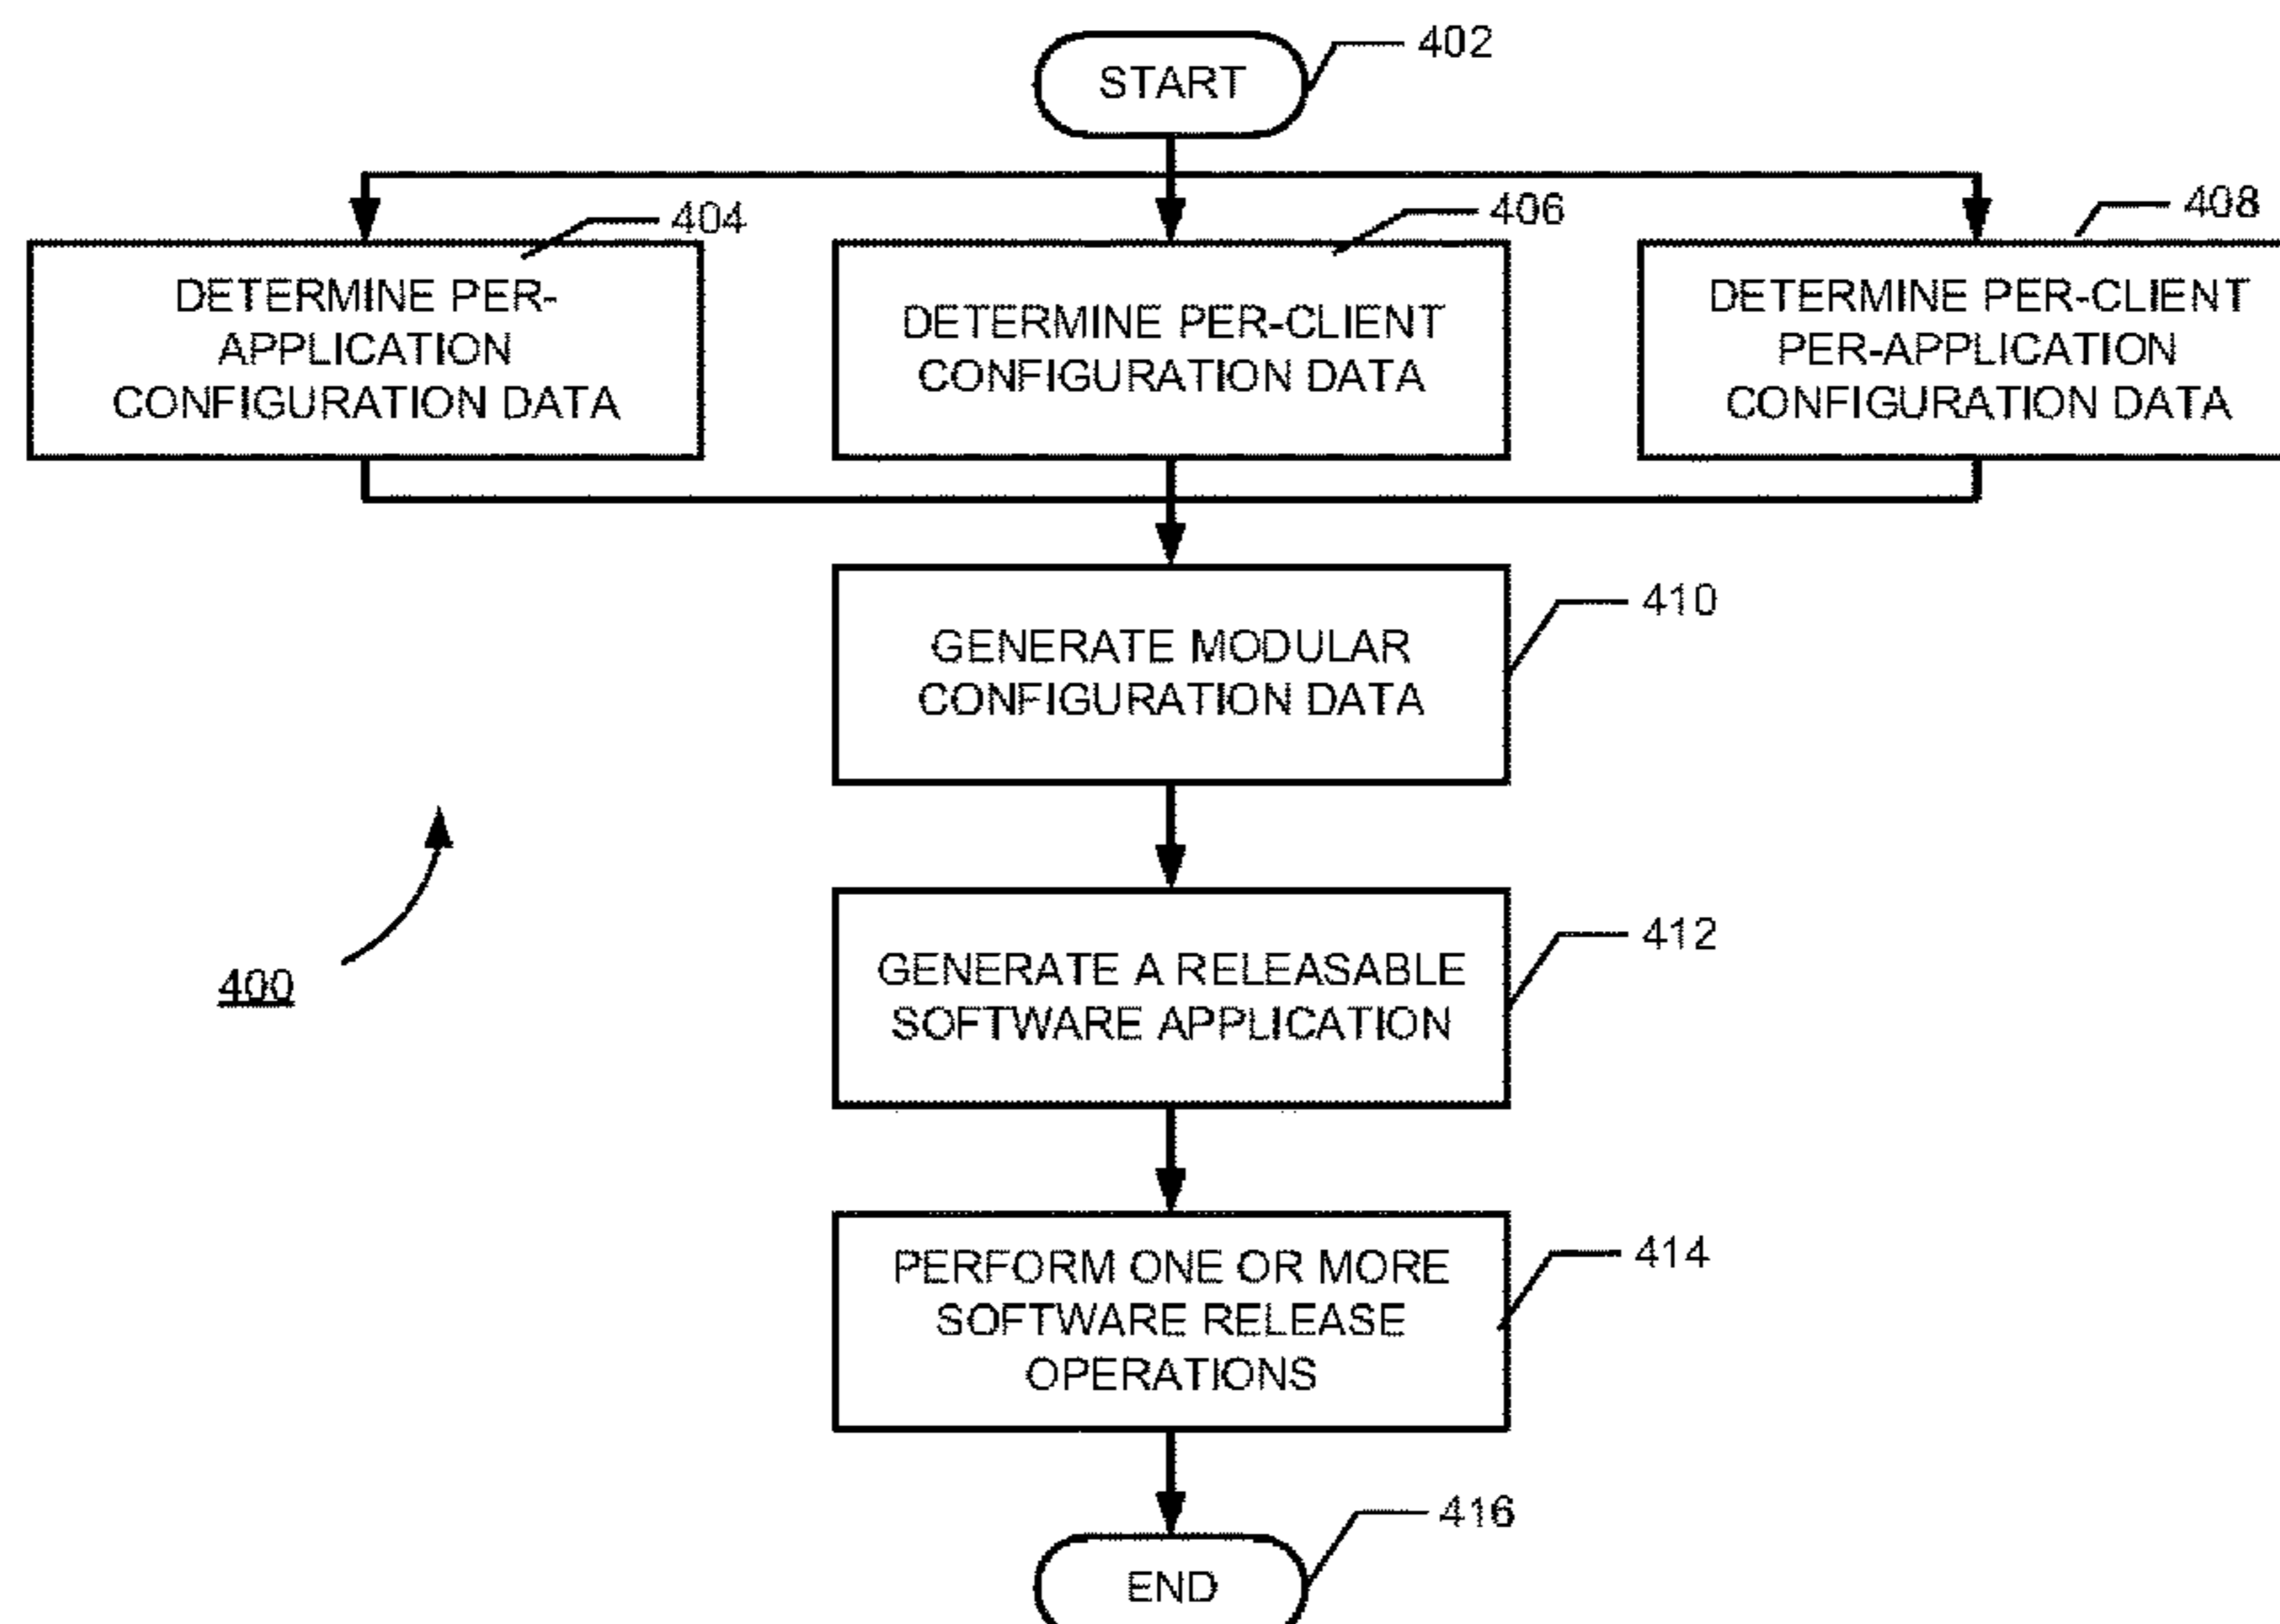 START
402
404
406
408
DETERMINE PER-
APPLICATION
CONFIGURATION DATA
DETERMINE PER-CLIENT
CONFIGURATION DATA
DETERMINE PER-CLIENT
PER-APPLICATION
CONFIGURATION DATA
GENERATE MODULAR
CONFIGURATION DATA
410
400
GENERATE A RELEASABLE
SOFTWARE APPLICATION
412
PERFORM ONE OR MORE
SOFTWARE RELEASE
OPERATIONS
414
END
416